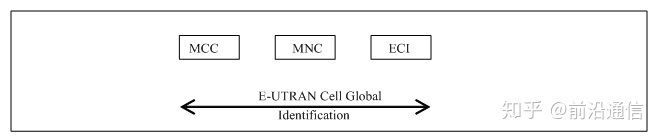 MCC MNC ECI
E-UTRAN Cell Global
Identification
知乎 @前沿通信